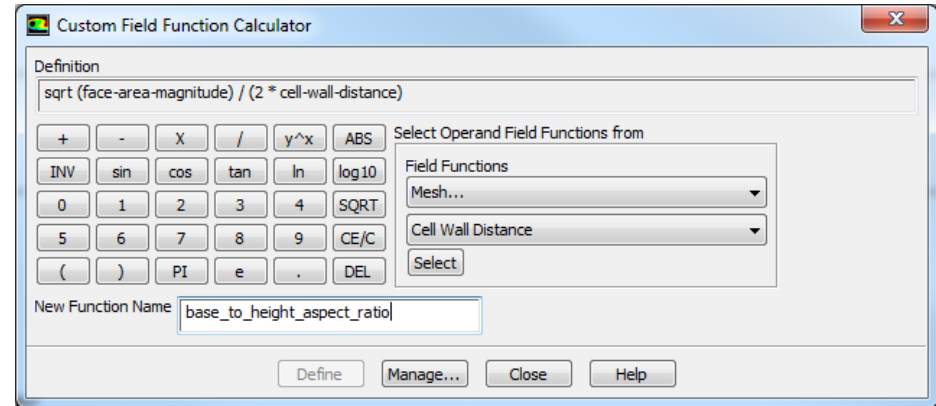 Custom Field Function Calculator
X
Definition
sqrt (face-area-magnitude) / (2 * cell-wall-distance)
+ - X / y^x ABS
INV sin cos tan ln log10
0 1 2 3 4 SQRT
5 6 7 8 9 CE/C
( ) PI e . DEL
Select Operand Field Functions from
Field Functions
Mesh...
Cell Wall Distance
Select
New Function Name base_to_height_aspect_ratio
Define Manage... Close Help